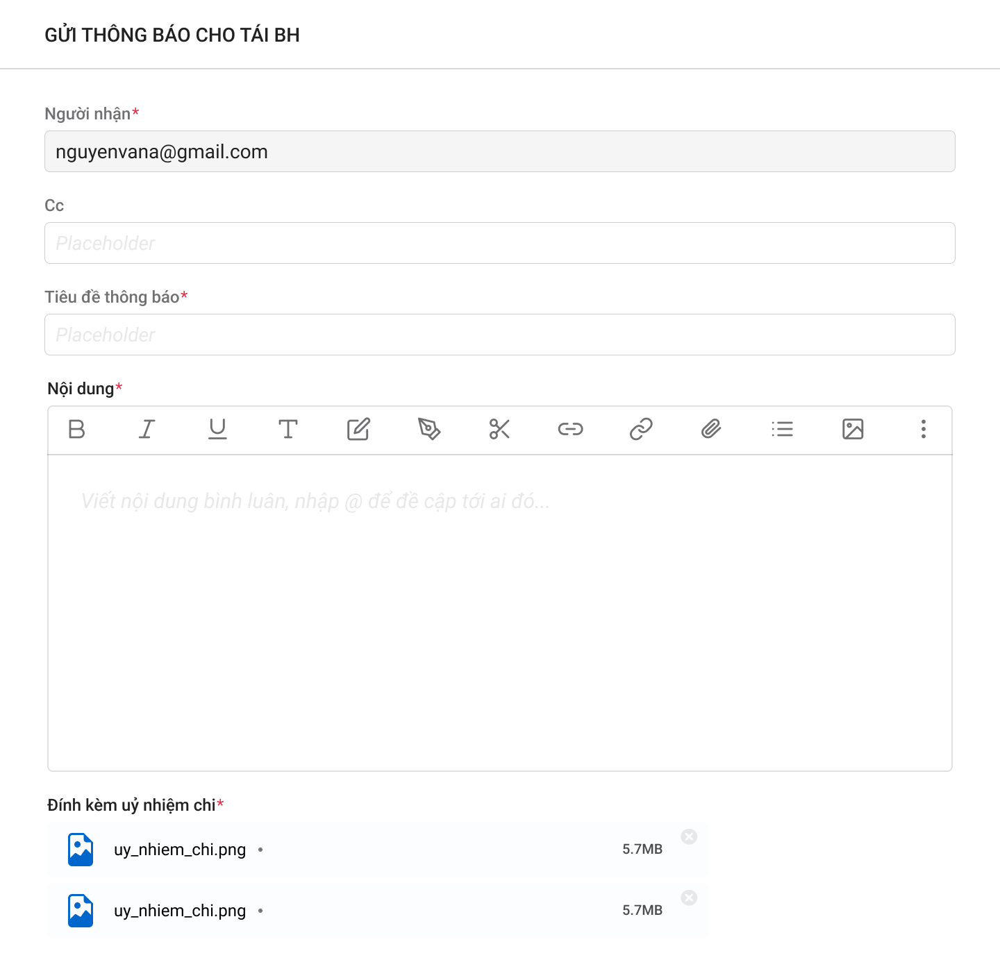 GỬI THÔNG BÁO CHO TÁI BH
Người nhận*
nguyenvana@gmail.com
Cc
Placeholder
Tiêu đề thông báo*
Placeholder
Nội dung*
Viết nội dung bình luân, nhập @ để đề cập tới ai đó...
Đính kèm uỷ nhiệm chi*
uy_nhiem_chi.png • 5.7MB
uy_nhiem_chi.png • 5.7MB